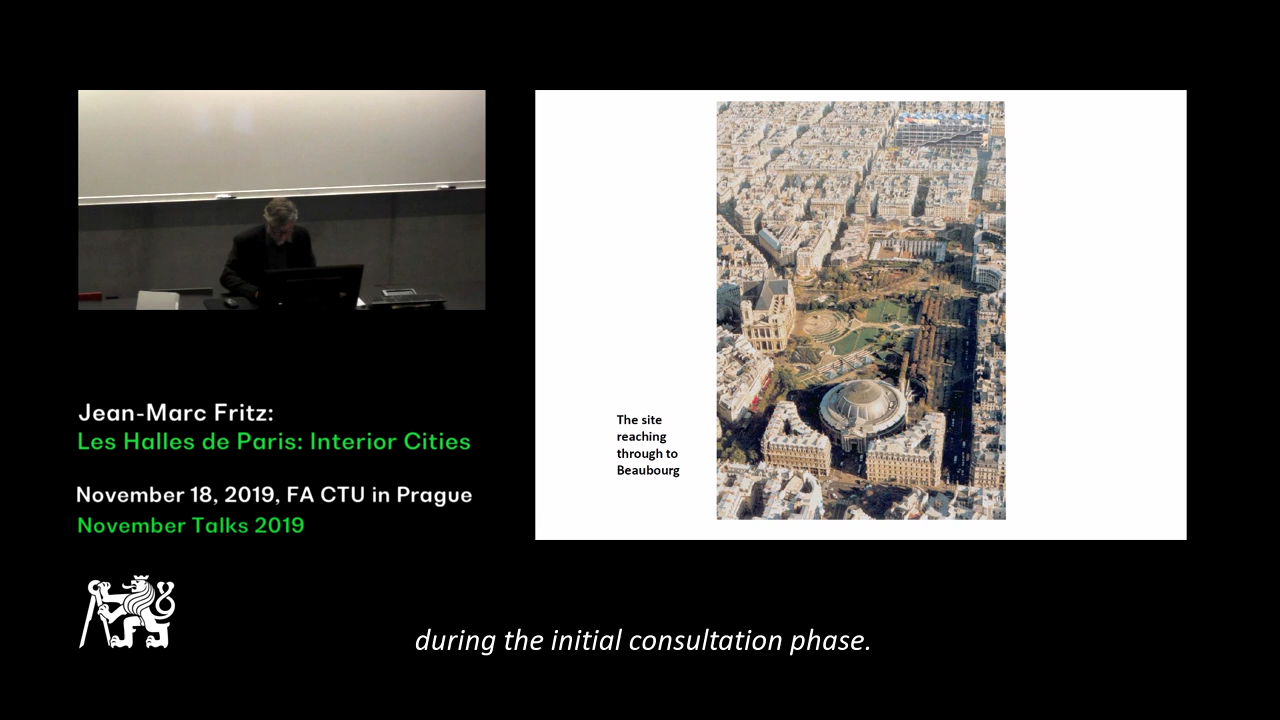 Jean-Marc Fritz:
Les Halles de Paris: Interior Cities
November 18, 2019, FA CTU in Prague
November Talks 2019
The site
reaching
through to
Beaubourg
during the initial consultation phase.